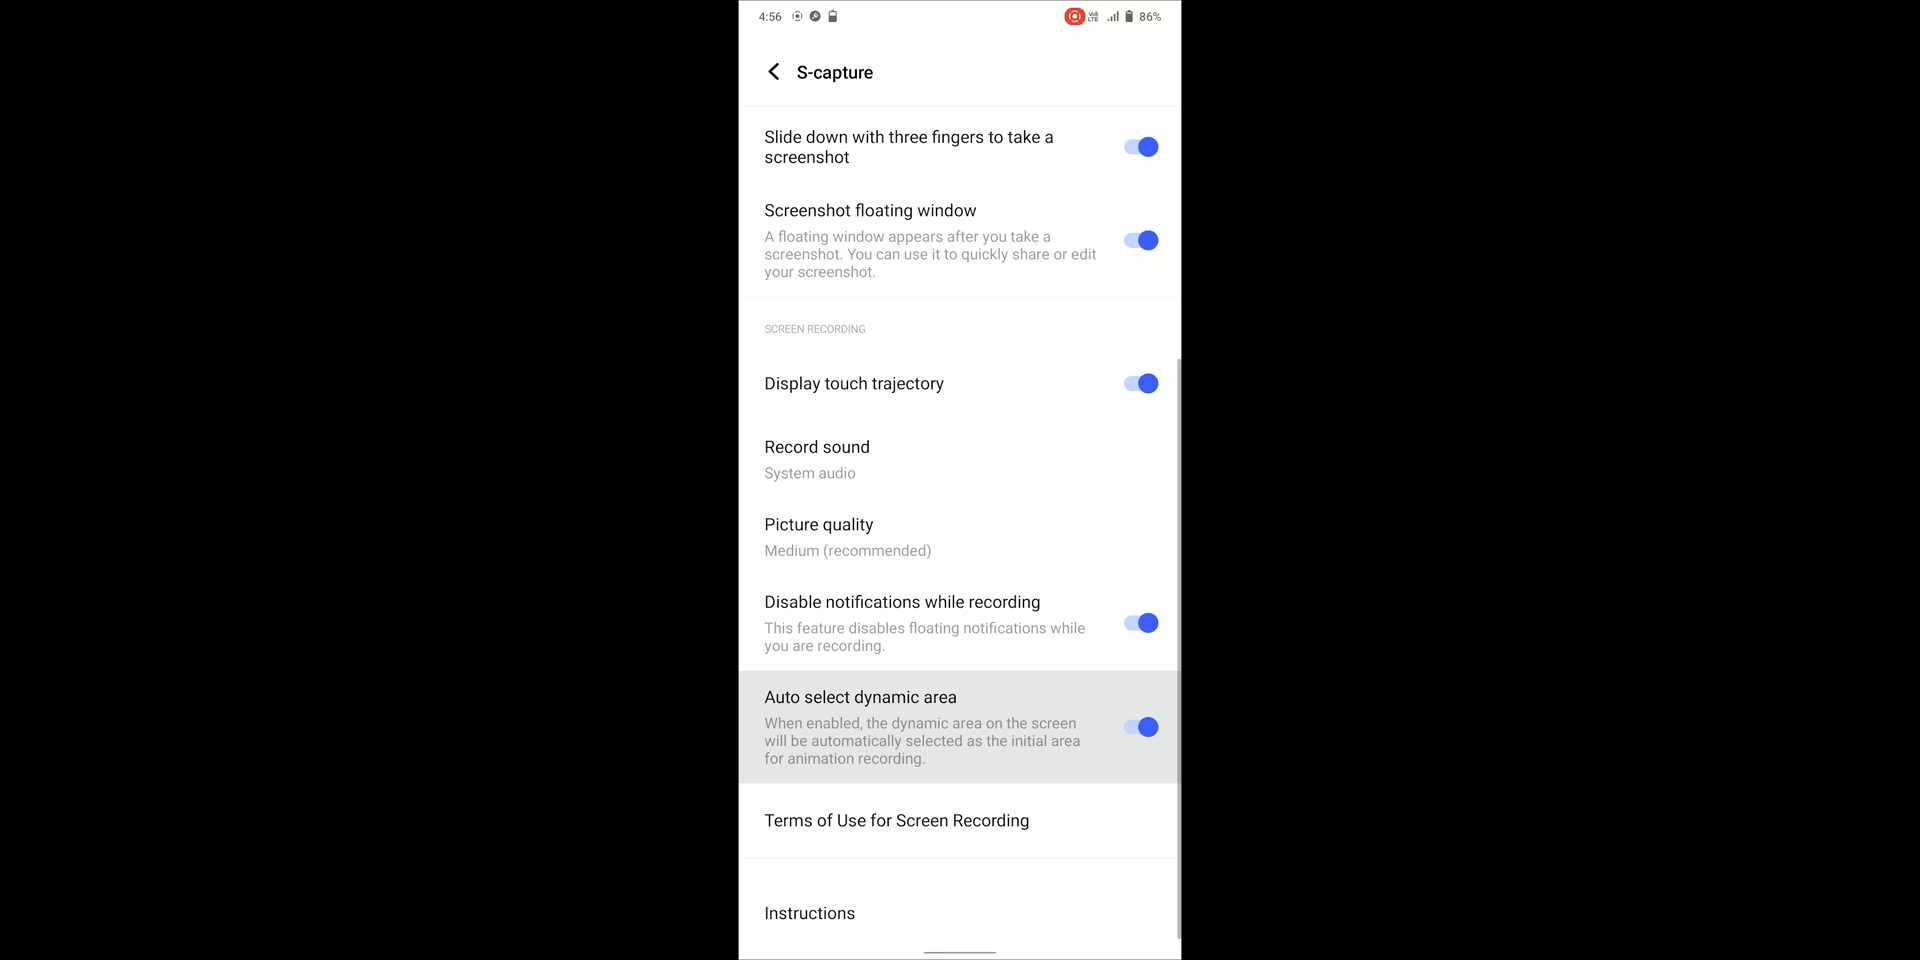 4:56
Vo) LTE 86%
S-capture
Slide down with three fingers to take a
screenshot
Screenshot floating window
A floating window appears after you take a
screenshot. You can use it to quickly share or edit
your screenshot.
SCREEN RECORDING
Display touch trajectory
Record sound
System audio
Picture quality
Medium (recommended)
Disable notifications while recording
This feature disables floating notifications while
you are recording.
Auto select dynamic area
When enabled, the dynamic area on the screen
will be automatically selected as the initial area
for animation recording.
Terms of Use for Screen Recording
Instructions